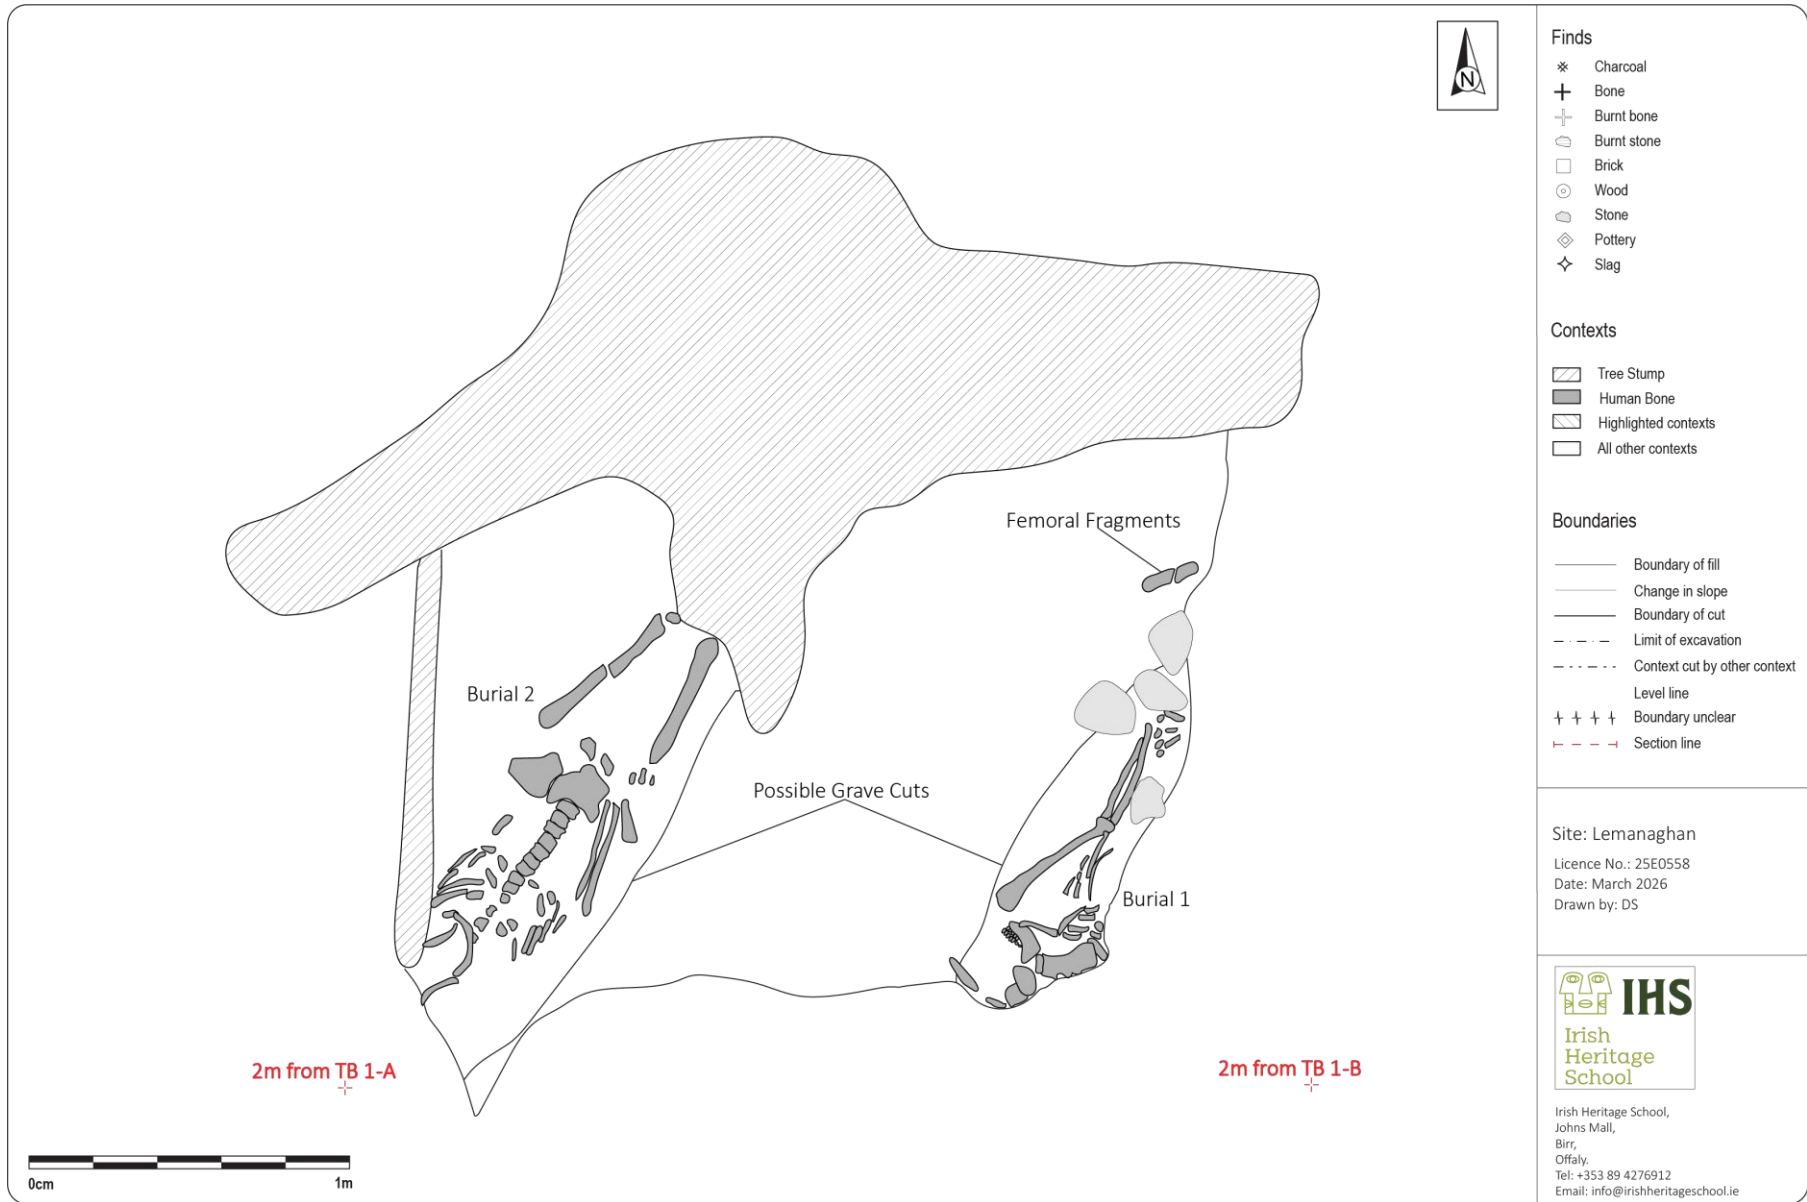 N
Femoral Fragments
Burial 2
Possible Grave Cuts
Burial 1
2m from TB 1-A
2m from TB 1-B
0cm
1m
Finds
Charcoal
Bone
Burnt bone
Burnt stone
Brick
Wood
Stone
Pottery
Slag
Contexts
Tree Stump
Human Bone
Highlighted contexts
All other contexts
Boundaries
Boundary of fill
Change in slope
Boundary of cut
Limit of excavation
Context cut by other context
Level line
Boundary unclear
Section line
Site: Lemanaghan
Licence No.: 25E0558
Date: March 2026
Drawn by: DS
IHS
Irish
Heritage
School
Irish Heritage School,
Johns Mall,
Birr,
Offaly.
Tel: +353 89 4276912
Email: info@irishheritageschool.ie